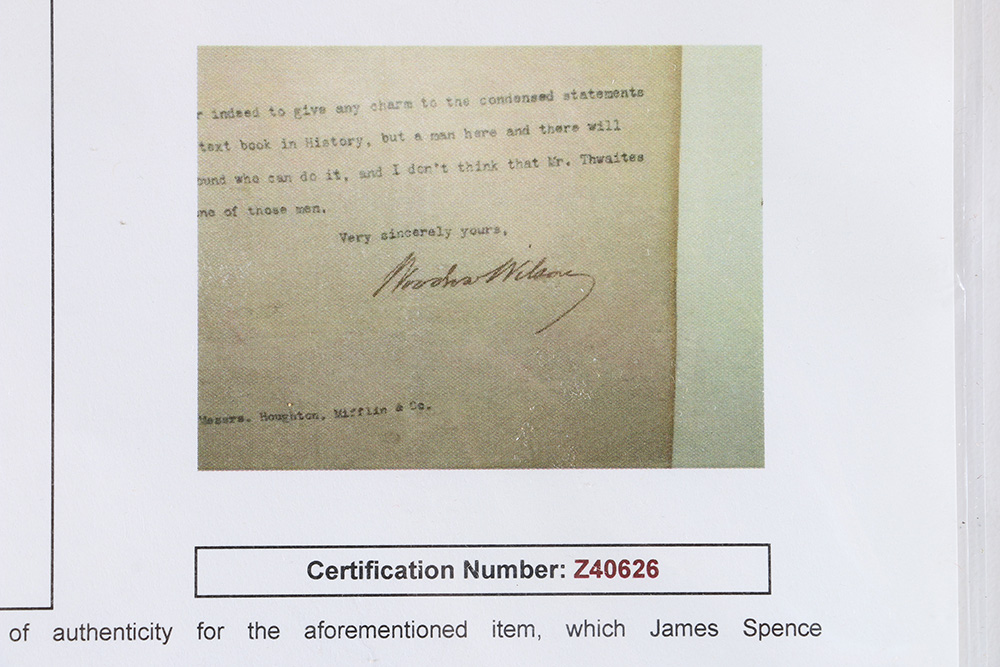 r indeed to give any charm to the condensed statements
text book in History, but a man here and there will
ound who can do it, and I don't think that Mr. Thwaites
ne of those men.
Very sincerely yours,
Woodrow Wilson
Messrs. Houghton, Mifflin & Co.
Certification Number: Z40626
of authenticity for the aforementioned item, which James Spence